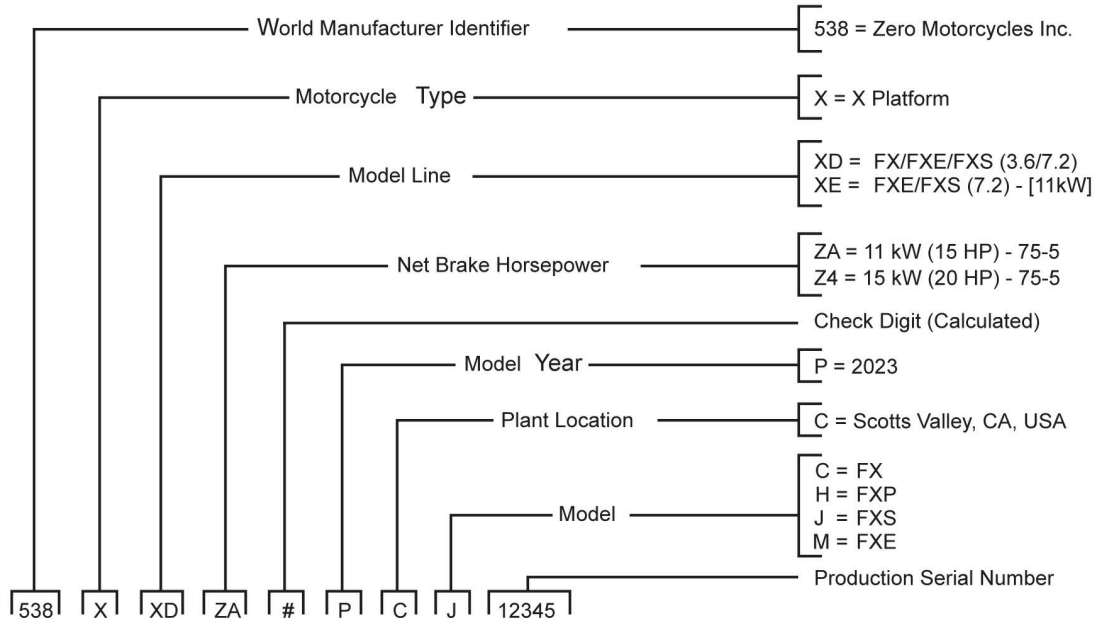 World Manufacturer Identifier
538 = Zero Motorcycles Inc.
Motorcycle Type
X = X Platform
Model Line
XD = FX/FXE/FXS (3.6/7.2)
XE = FXE/FXS (7.2) - [11kW]
Net Brake Horsepower
ZA = 11 kW (15 HP) - 75-5
Z4 = 15 kW (20 HP) - 75-5
Check Digit (Calculated)
Model Year
P = 2023
Plant Location
C = Scotts Valley, CA, USA
Model
C = FX
H = FXP
J = FXS
M = FXE
Production Serial Number
538 X XD ZA # P C J 12345